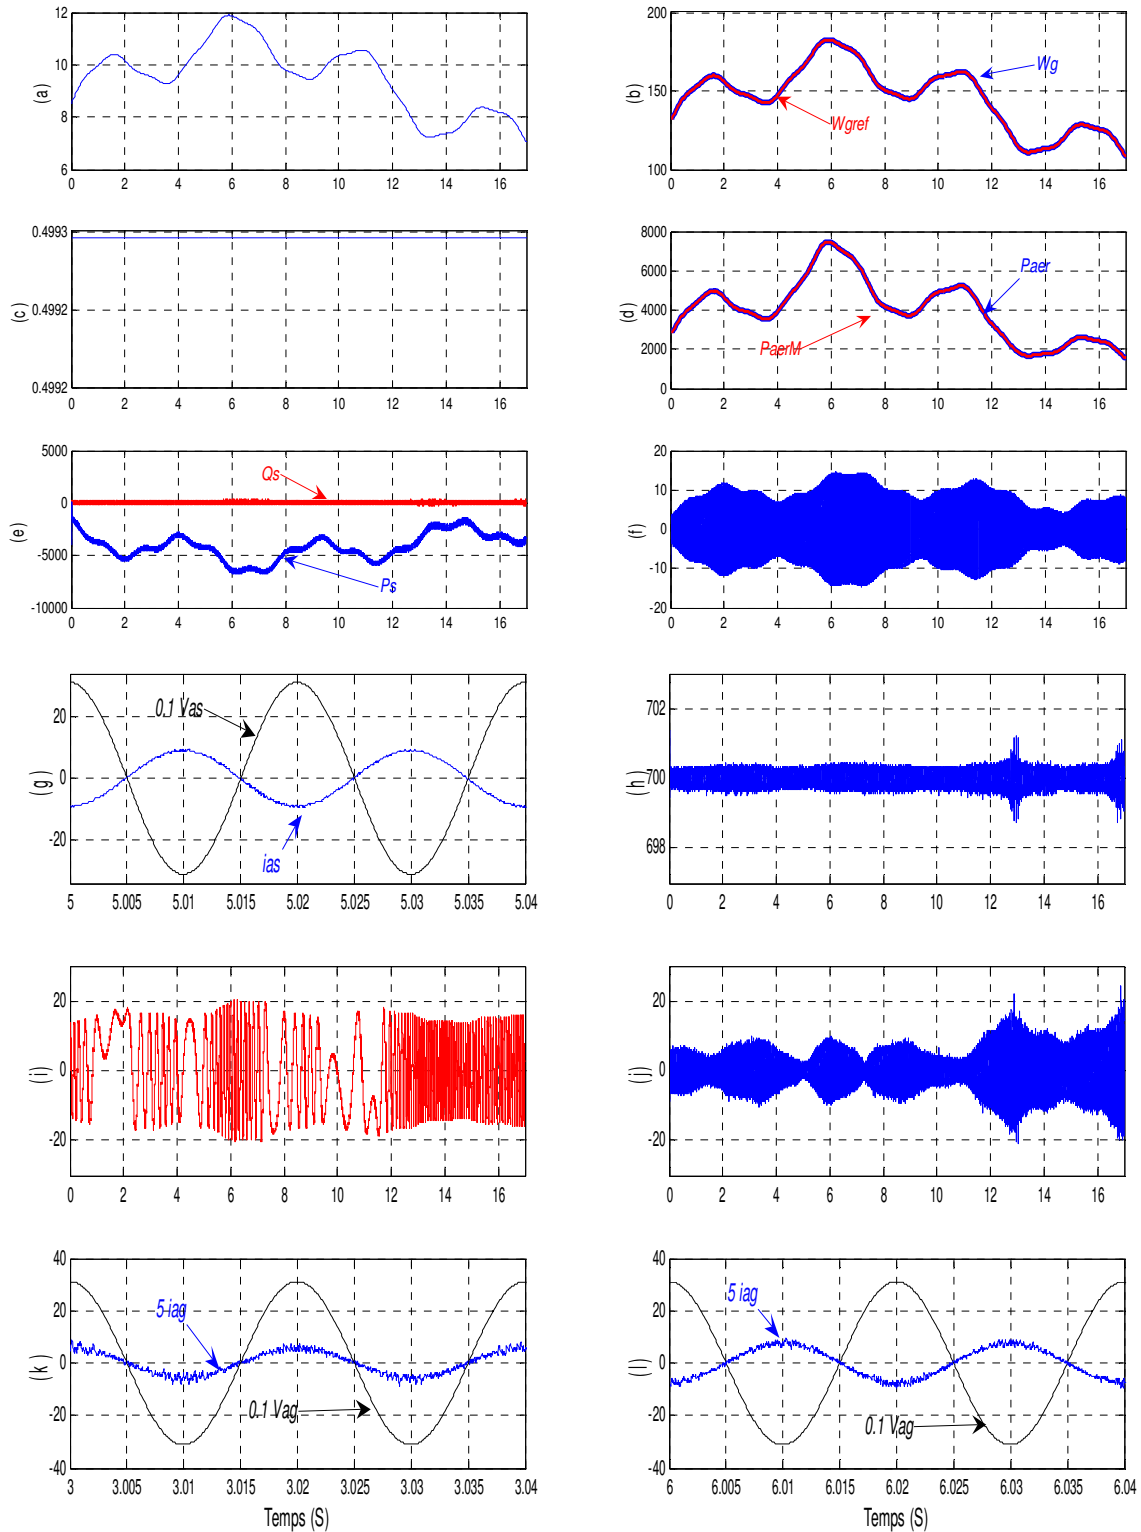 12
10
8
6
(a)
0 2 4 6 8 10 12 14 16
200
150
100
(b)
Wg
Wgref
0 2 4 6 8 10 12 14 16
0.4993
0.4992
0.4992
(c)
0 2 4 6 8 10 12 14 16
8000
6000
4000
2000
0
(d)
Paer
PaerM
0 2 4 6 8 10 12 14 16
5000
0
-5000
-10000
(e)
Qs
Ps
0 2 4 6 8 10 12 14 16
20
10
0
-10
-20
(f)
0 2 4 6 8 10 12 14 16
20
0
-20
(g)
0.1 Vas
ias
5 5.005 5.01 5.015 5.02 5.025 5.03 5.035 5.04
702
700
698
(h)
0 2 4 6 8 10 12 14 16
20
0
-20
(i)
0 2 4 6 8 10 12 14 16
20
0
-20
(j)
0 2 4 6 8 10 12 14 16
40
20
0
-20
-40
(k)
5 iag
0.1 Vag
3 3.005 3.01 3.015 3.02 3.025 3.03 3.035 3.04
Temps (S)
40
20
0
-20
-40
(l)
5 iag
0.1 Vag
6 6.005 6.01 6.015 6.02 6.025 6.03 6.035 6.04
Temps (S)